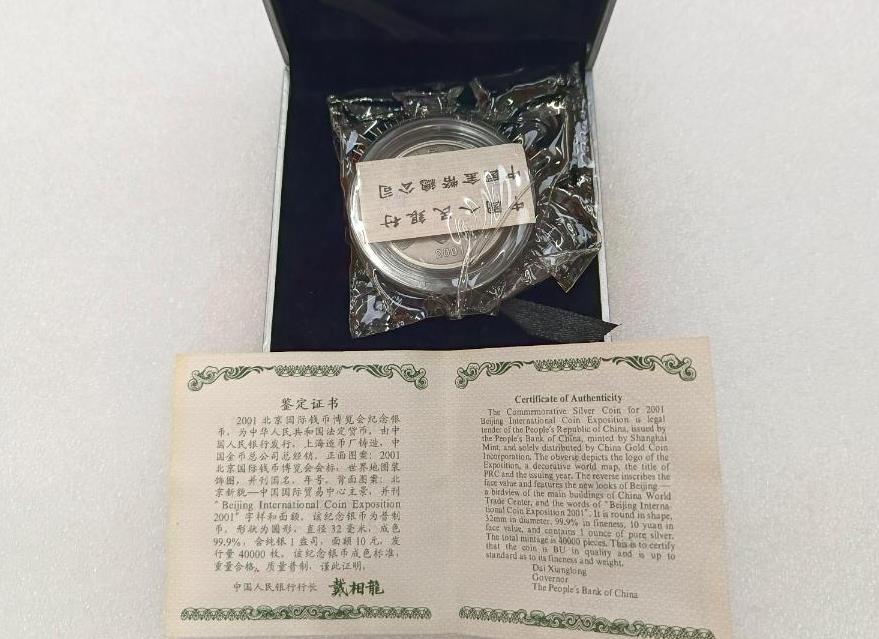 中國金幣總公司
中國人民銀行
2001
鉴定证书
2001北京国际钱币博览会纪念银
币，为中华人民共和国法定货币，由中
国人民银行发行，上海造币厂铸造，中
国金币总公司总经销。正面图案：2001
北京国际钱币博览会会标，世界地图装
饰图，并刊国名、年号。背面图案：北
京新貌—中国国际贸易中心主景，并刊
"Beijing International Coin Exposition
2001"字样和面额。该纪念银币为普制
币，形状为圆形，直径32毫米，成色
99.9%，含纯银1盎司，面额10元，发
行量40000枚。该纪念银币成色标准，
重量合格，质量普制，谨此证明。
中国人民银行行长 戴相龍
Certificate of Authenticity
The Commemorative Silver Coin for 2001
Beijing International Coin Exposition is legal
tender of the People's Republic of China, issued by
the People's Bank of China, minted by Shanghai
Mint, and solely distributed by China Gold Coin
Incorporation. The obverse depicts the logo of the
Exposition, a decorative world map, the title of
PRC and the issuing year. The reverse inscribes the
face value and features the new looks of Beijing —
a birdview of the main buildings of China World
Trade Center, and the words of "Beijing Interna-
tional Coin Exposition 2001". It is round in shape,
32mm in diameter, 99.9% in fineness, 10 yuan in
face value, and contains 1 ounce of pure silver.
The total mintage is 40000 pieces. This is to certify
that the coin is BU in quality and is up to
standard as to its fineness and weight.
Dai Xianglong
Governor
The People's Bank of China